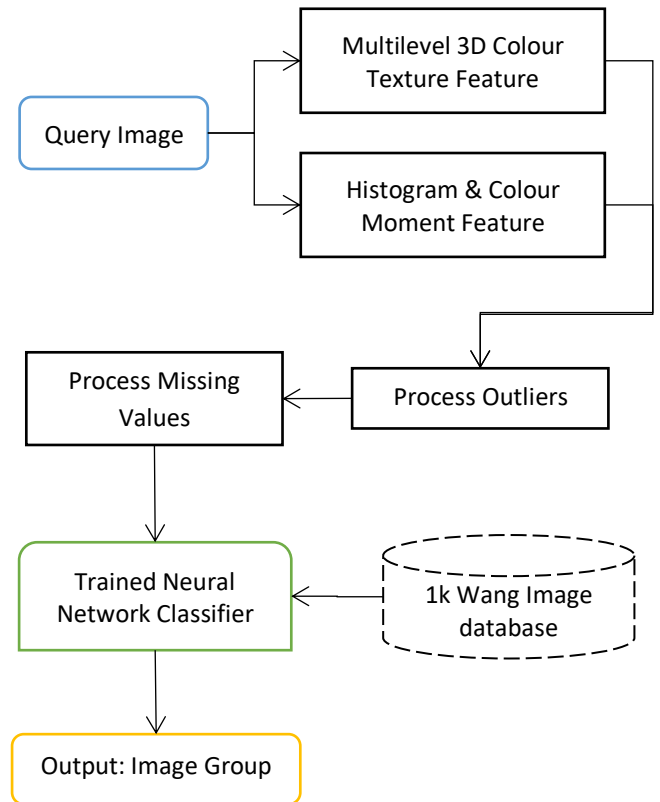 Multilevel 3D Colour
Texture Feature
Query Image
Histogram & Colour
Moment Feature
Process Missing
Values
Process Outliers
Trained Neural
Network Classifier
1k Wang Image
database
Output: Image Group